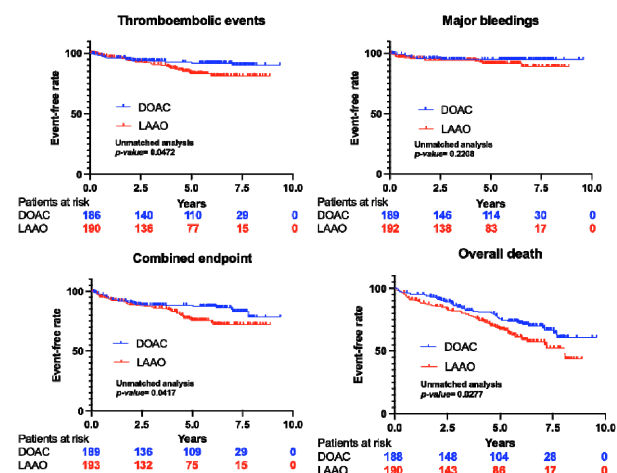 Thromboembolic events
Event-free rate
100
50
0
DOAC
LAAO
Unmatched analysis
p-value= 0.0472
0.0 2.5 5.0 7.5 10.0
Years
Patients at risk
DOAC 186 140 110 29 0
LAAO 190 136 77 15 0
Major bleedings
Event-free rate
100
50
0
DOAC
LAAO
Unmatched analysis
p-value= 0.2208
0.0 2.5 5.0 7.5 10.0
Years
Patients at risk
DOAC 189 146 114 30 0
LAAO 192 138 83 17 0
Combined endpoint
Event-free rate
100
50
0
DOAC
LAAO
Unmatched analysis
p-value= 0.0417
0.0 2.5 5.0 7.5 10.0
Years
Patients at risk
DOAC 189 136 109 29 0
LAAO 193 132 75 15 0
Overall death
Event-free rate
100
50
0
DOAC
LAAO
Unmatched analysis
p-value= 0.0277
0.0 2.5 5.0 7.5 10.0
Years
Patients at risk
DOAC 188 148 104 28 0
LAAO 190 143 86 17 0